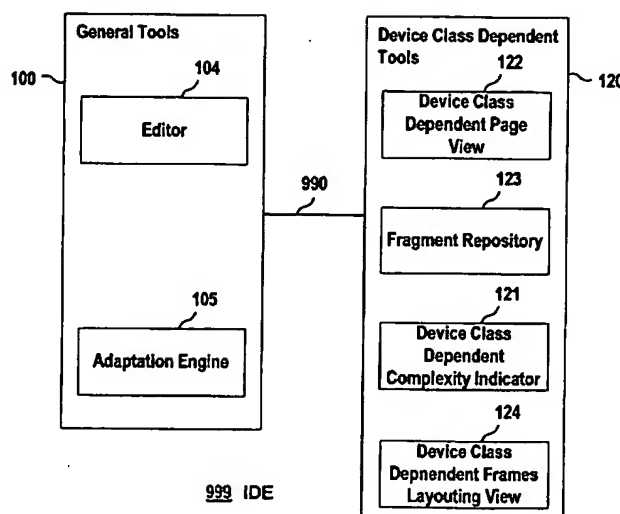 General Tools
100
104
Editor
105
Adaptation Engine
990
Device Class Dependent
Tools
120
122
Device Class
Dependent Page
View
123
Fragment Repository
121
Device Class
Dependent
Complexity Indicator
124
Device Class
Depnendent Frames
Layouting View
999 IDE